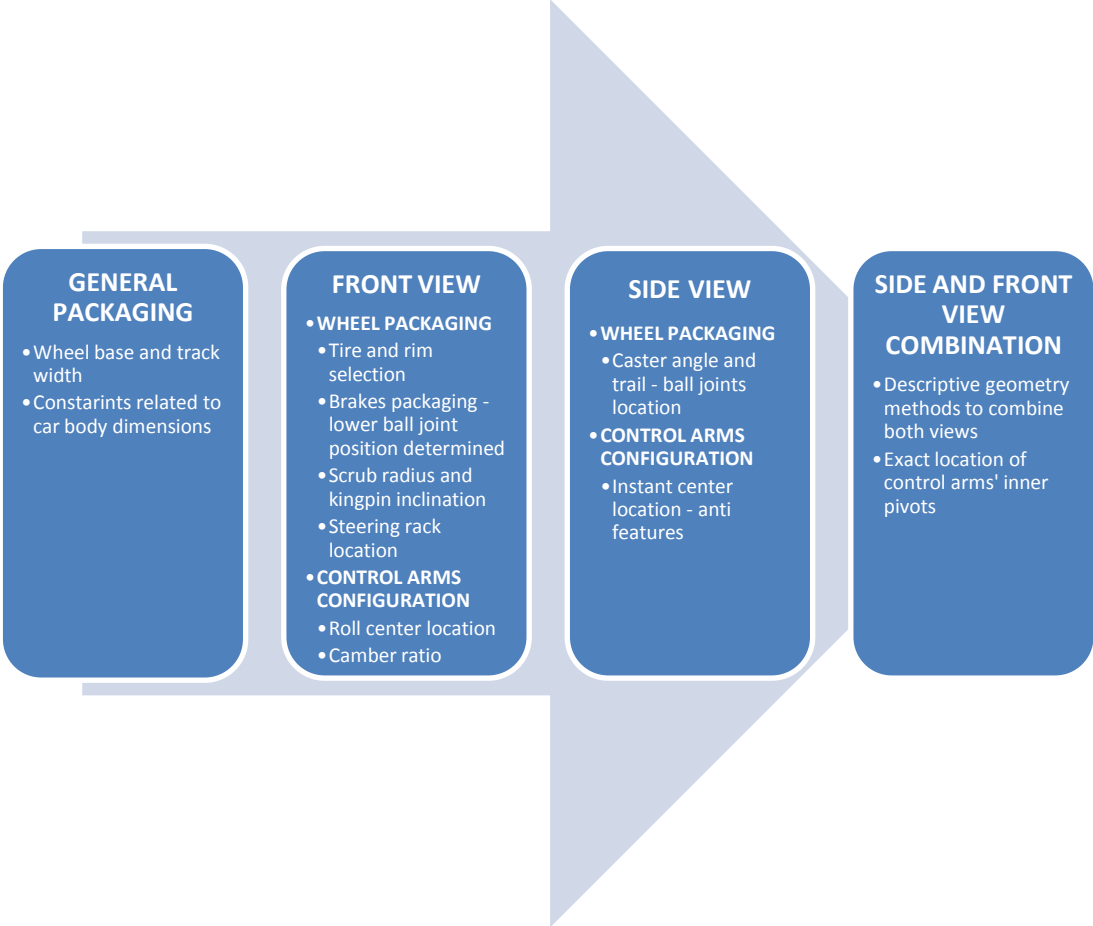 GENERAL
PACKAGING
•Wheel base and track
width
•Constarints related to
car body dimensions
FRONT VIEW
•WHEEL PACKAGING
•Tire and rim
selection
•Brakes packaging -
lower ball joint
position determined
•Scrub radius and
kingpin inclination
•Steering rack
location
•CONTROL ARMS
CONFIGURATION
•Roll center location
•Camber ratio
SIDE VIEW
•WHEEL PACKAGING
•Caster angle and
trail - ball joints
location
•CONTROL ARMS
CONFIGURATION
•Instant center
location - anti
features
SIDE AND FRONT
VIEW
COMBINATION
•Descriptive geometry
methods to combine
both views
•Exact location of
control arms' inner
pivots